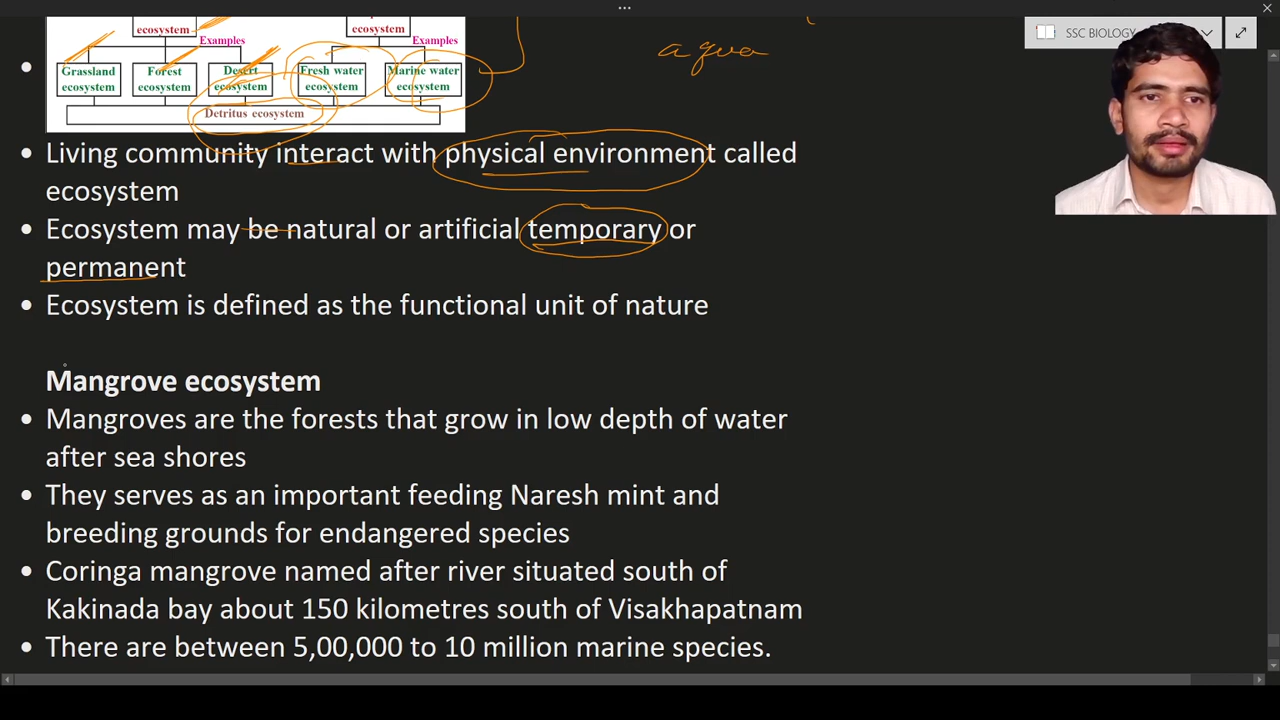 ecosystem
ecosystem
Examples
Examples
Grassland
ecosystem
Forest
ecosystem
Desert
ecosystem
Fresh water
ecosystem
Marine water
ecosystem
Detritus ecosystem
aqua
SSC BIOLOGY
• Living community interact with physical environment called
ecosystem
• Ecosystem may be natural or artificial temporary or
permanent
• Ecosystem is defined as the functional unit of nature
Mangrove ecosystem
• Mangroves are the forests that grow in low depth of water
after sea shores
• They serves as an important feeding Naresh mint and
breeding grounds for endangered species
• Coringa mangrove named after river situated south of
Kakinada bay about 150 kilometres south of Visakhapatnam
• There are between 5,00,000 to 10 million marine species.